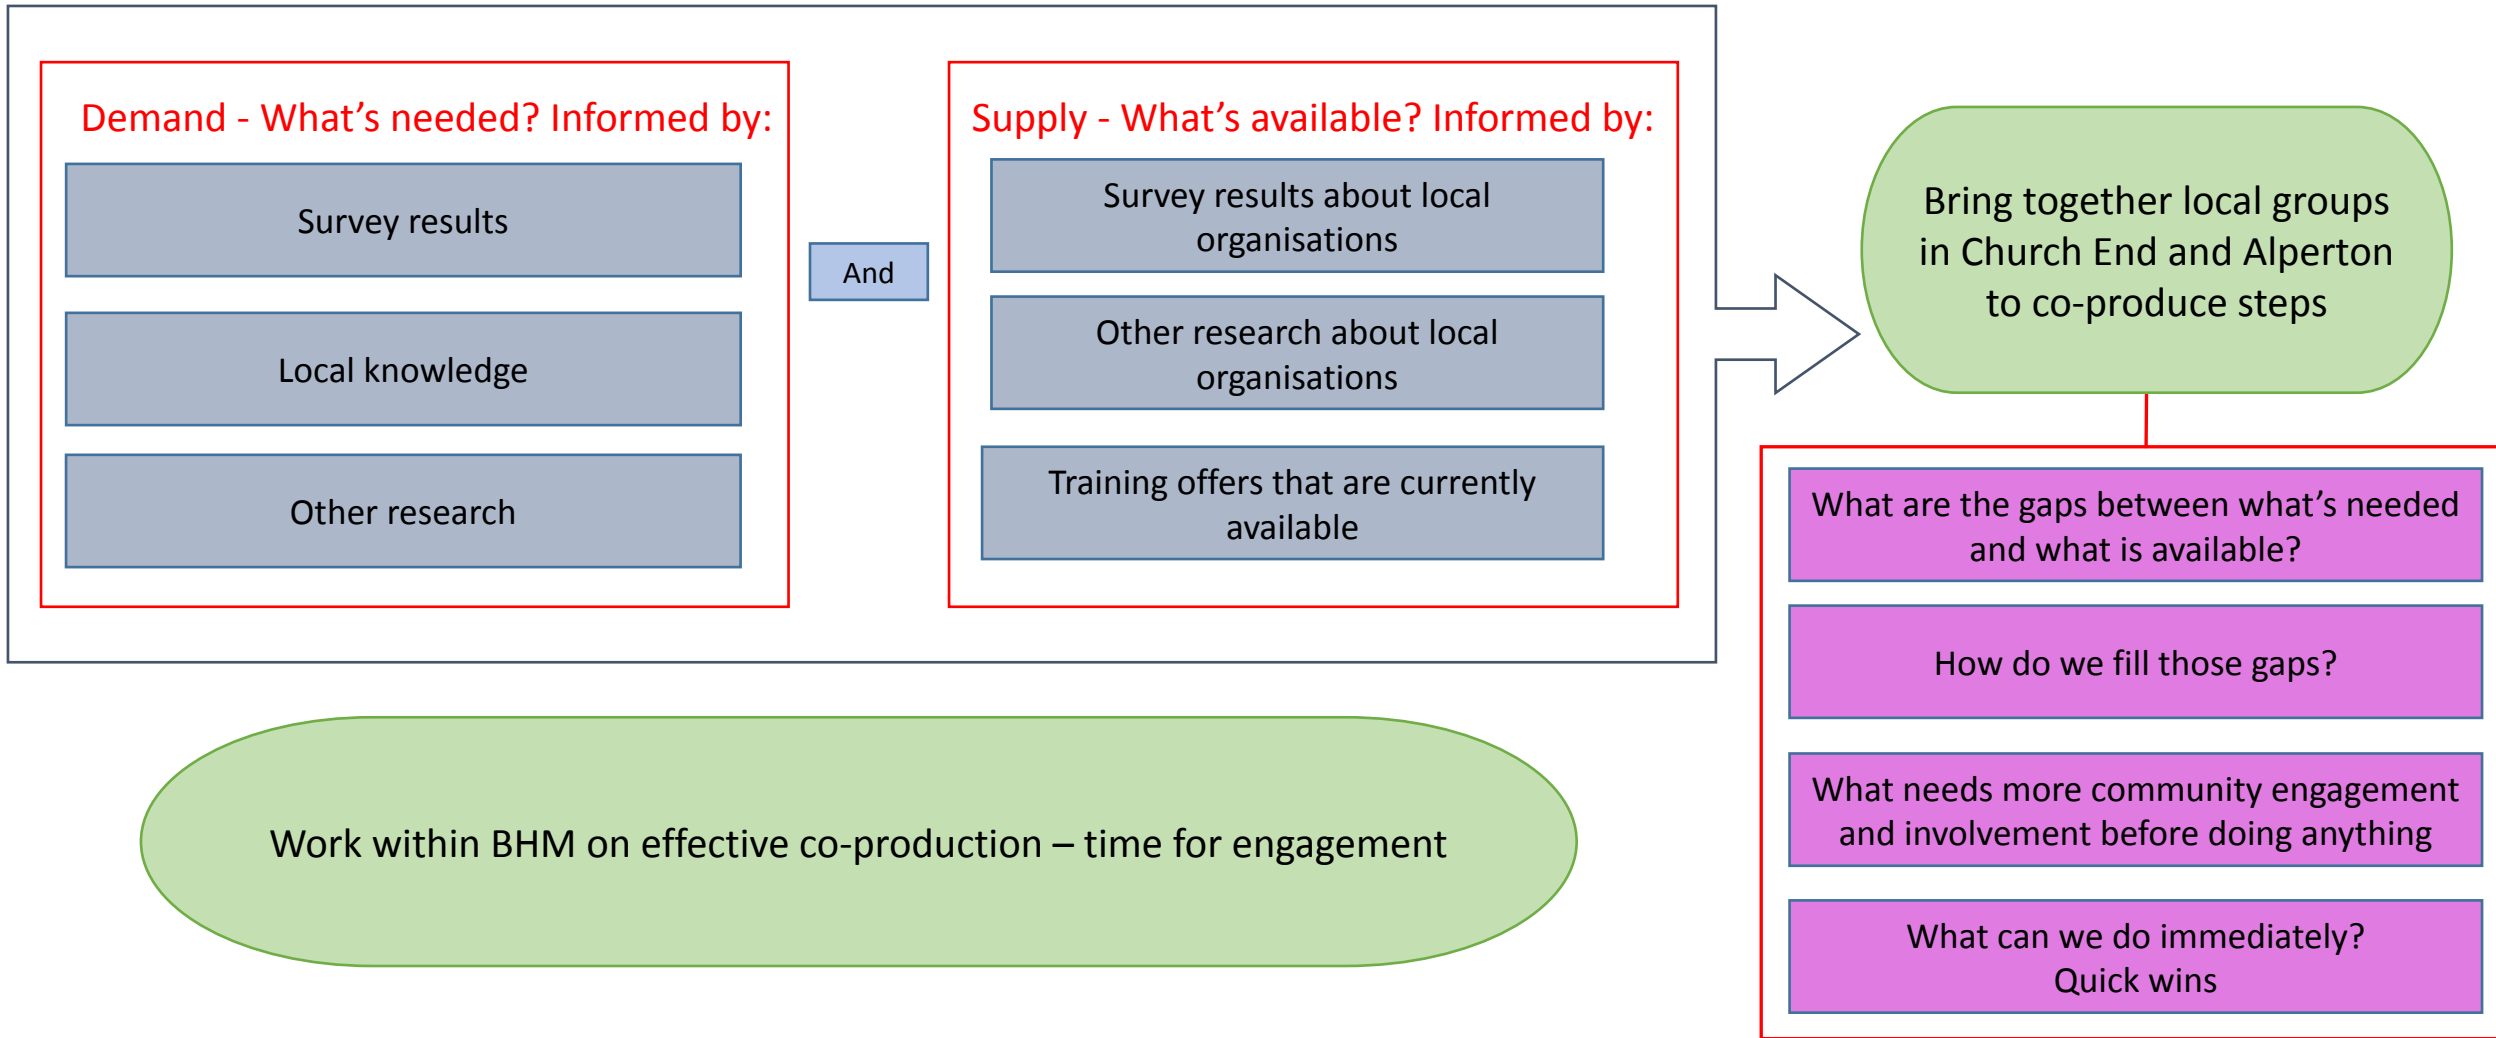 Demand - What’s needed? Informed by:
Survey results
Local knowledge
Other research
And
Supply - What’s available? Informed by:
Survey results about local
organisations
Other research about local
organisations
Training offers that are currently
available
Bring together local groups
in Church End and Alperton
to co-produce steps
What are the gaps between what’s needed
and what is available?
How do we fill those gaps?
What needs more community engagement
and involvement before doing anything
What can we do immediately?
Quick wins
Work within BHM on effective co-production – time for engagement